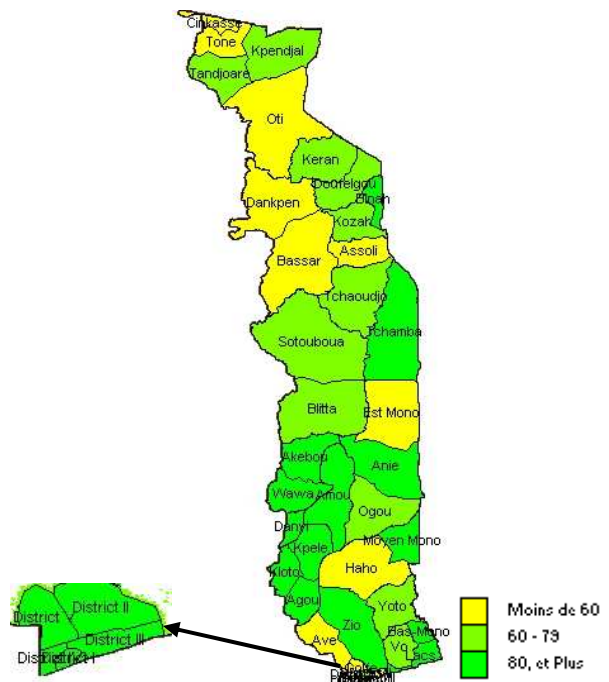 Cinkasse
Tone
Kpendjal
Tandjoare
Oti
Keran
Doufelgou
Binah
Dankpen
Kozah
Assoli
Bassar
Tchaoudjo
Tchamba
Sotouboua
Blitta
Est Mono
Akebou
Anie
Wawa
Amou
Ogou
Danyi
Moyen Mono
Kpele
Kloto
Haho
Agou
Yoto
Zio
Ave
Bas-Mono
Vo
Lacs
District
District II
District III
Moins de 60
60 - 79
80, et Plus